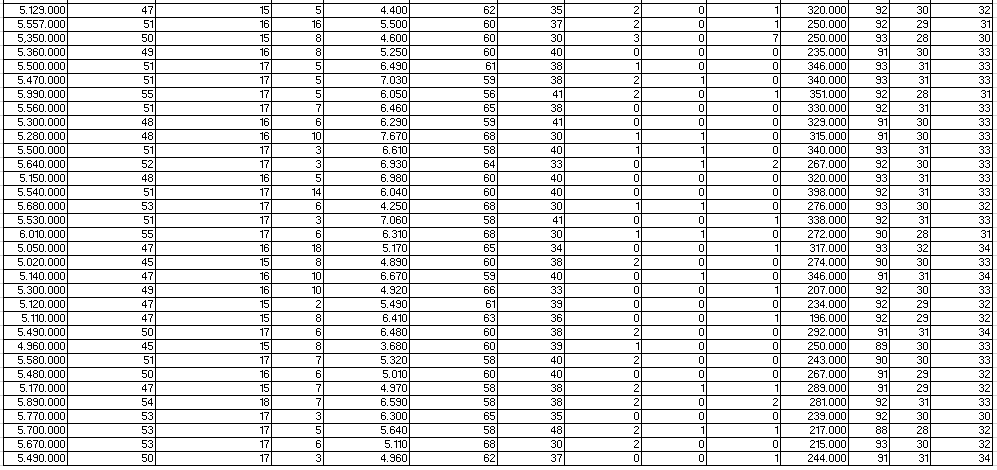 5.129.000 47 15 5 4.400 62 35 2 0 1 320.000 92 30 32
5.557.000 51 16 16 5.500 60 37 2 0 1 250.000 92 29 31
5,350.000 50 15 8 4.600 60 30 3 0 7 250.000 93 28 30
5.360.000 49 16 8 5.250 60 40 0 0 0 235.000 91 30 33
5.500.000 51 17 5 6.490 61 38 1 0 0 346.000 93 31 33
5.470.000 51 17 5 7.030 59 38 2 1 0 340.000 93 31 33
5.990.000 55 17 5 6.050 56 41 2 0 1 351.000 92 28 31
5.560.000 51 17 7 6.460 65 38 0 0 0 330.000 92 31 33
5.300.000 48 16 6 6.290 59 41 0 0 0 329.000 91 30 33
5.280.000 48 16 10 7.670 68 30 1 1 0 315.000 91 30 33
5.500.000 51 17 3 6.610 58 40 1 1 0 340.000 93 31 33
5.640.000 52 17 3 6.930 64 33 0 1 2 267.000 92 30 33
5.150.000 48 16 5 6.980 60 40 0 0 0 320.000 93 31 33
5.540.000 51 17 14 6.040 60 40 0 0 0 398.000 92 31 33
5.680.000 53 17 6 4.250 68 30 1 1 0 276.000 93 30 32
5.530.000 51 17 3 7.060 58 41 0 0 1 338.000 92 31 33
6.010.000 55 17 6 6.310 68 30 1 1 0 272.000 90 28 31
5.050.000 47 16 18 5.170 65 34 0 0 1 317.000 93 32 34
5.020.000 45 15 8 4.890 60 38 2 0 0 274.000 90 30 33
5.140.000 47 16 10 6.670 59 40 0 1 0 346.000 91 31 34
5.300.000 49 16 10 4.920 66 33 0 0 1 207.000 92 30 33
5.120.000 47 15 2 5.490 61 39 0 0 0 234.000 92 29 32
5.110.000 47 15 8 6.410 63 36 0 0 1 196.000 92 29 32
5.490.000 50 17 6 6.480 60 38 2 0 0 292.000 91 31 34
4.960.000 45 15 8 3.680 60 39 1 0 0 250.000 89 30 33
5.580.000 51 17 7 5.320 58 40 2 0 0 243.000 90 30 33
5.480.000 50 16 6 5.010 60 40 0 0 0 267.000 91 29 32
5.170.000 47 15 7 4.970 58 38 2 1 1 289.000 91 29 32
5.890.000 54 18 7 6.590 58 38 2 0 2 281.000 92 31 33
5.770.000 53 17 3 6.300 65 35 0 0 0 239.000 92 30 30
5.700.000 53 17 5 5.640 58 48 2 1 1 217.000 88 28 32
5.670.000 53 17 6 5.110 68 30 2 0 0 215.000 93 30 32
5.490.000 50 17 3 4.960 62 37 0 0 1 244.000 91 31 34